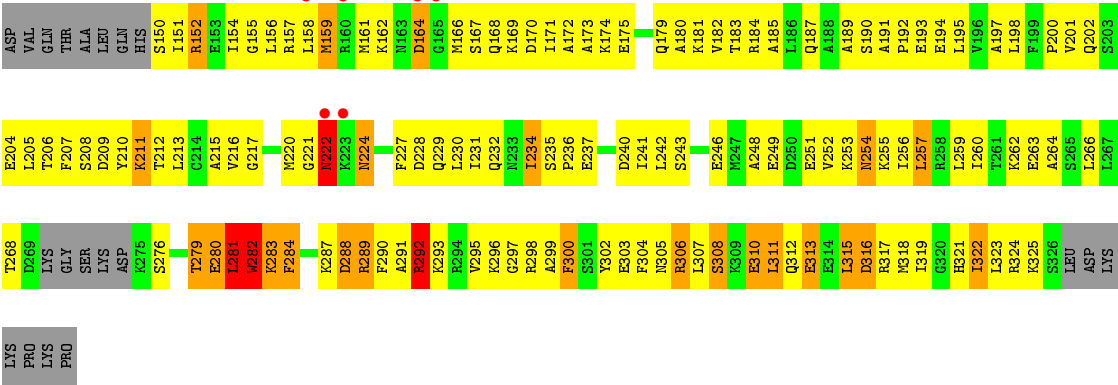 ASP VAL GLN THR ALA LEU GLN HIS S150 I151 R152 E153 I154 G155 L156 R157 L158 M159 R160 M161 K162 N163 D164 G165 M166 S167 Q168 K169 D170 I171 A172 A173 K174 E175 Q179 A180 K181 V182 T183 R184 A185 L186 Q187 A188 A189 S190 A191 P192 E193 E194 L195 V196 A197 L198 F199 P200 V201 Q202 S203
E204 L205 T206 F207 S208 D209 Y210 K211 T212 L213 C214 A215 V216 G217 M220 G221 N222 K223 N224 F227 D228 Q229 L230 I231 Q232 N233 I234 S235 P236 E237 D240 I241 L242 S243 E246 M247 A248 E249 D250 E251 V252 K253 N254 K255 I256 L257 R258 L259 I260 T261 K262 E263 A264 S265 L266 L267
T268 D269 LYS GLY SER LYS ASP K275 S276 T279 E280 L281 W282 K283 F284 K287 D288 R289 F290 A291 R292 K293 R294 V295 K296 G297 R298 A299 F300 S301 Y302 E303 F304 N305 R306 L307 S308 K309 E310 L311 Q312 E313 E314 L315 D316 R317 M318 I319 G320 H321 I322 L323 R324 K325 S326 LEU ASP LYS
LYS PRO LYS PRO